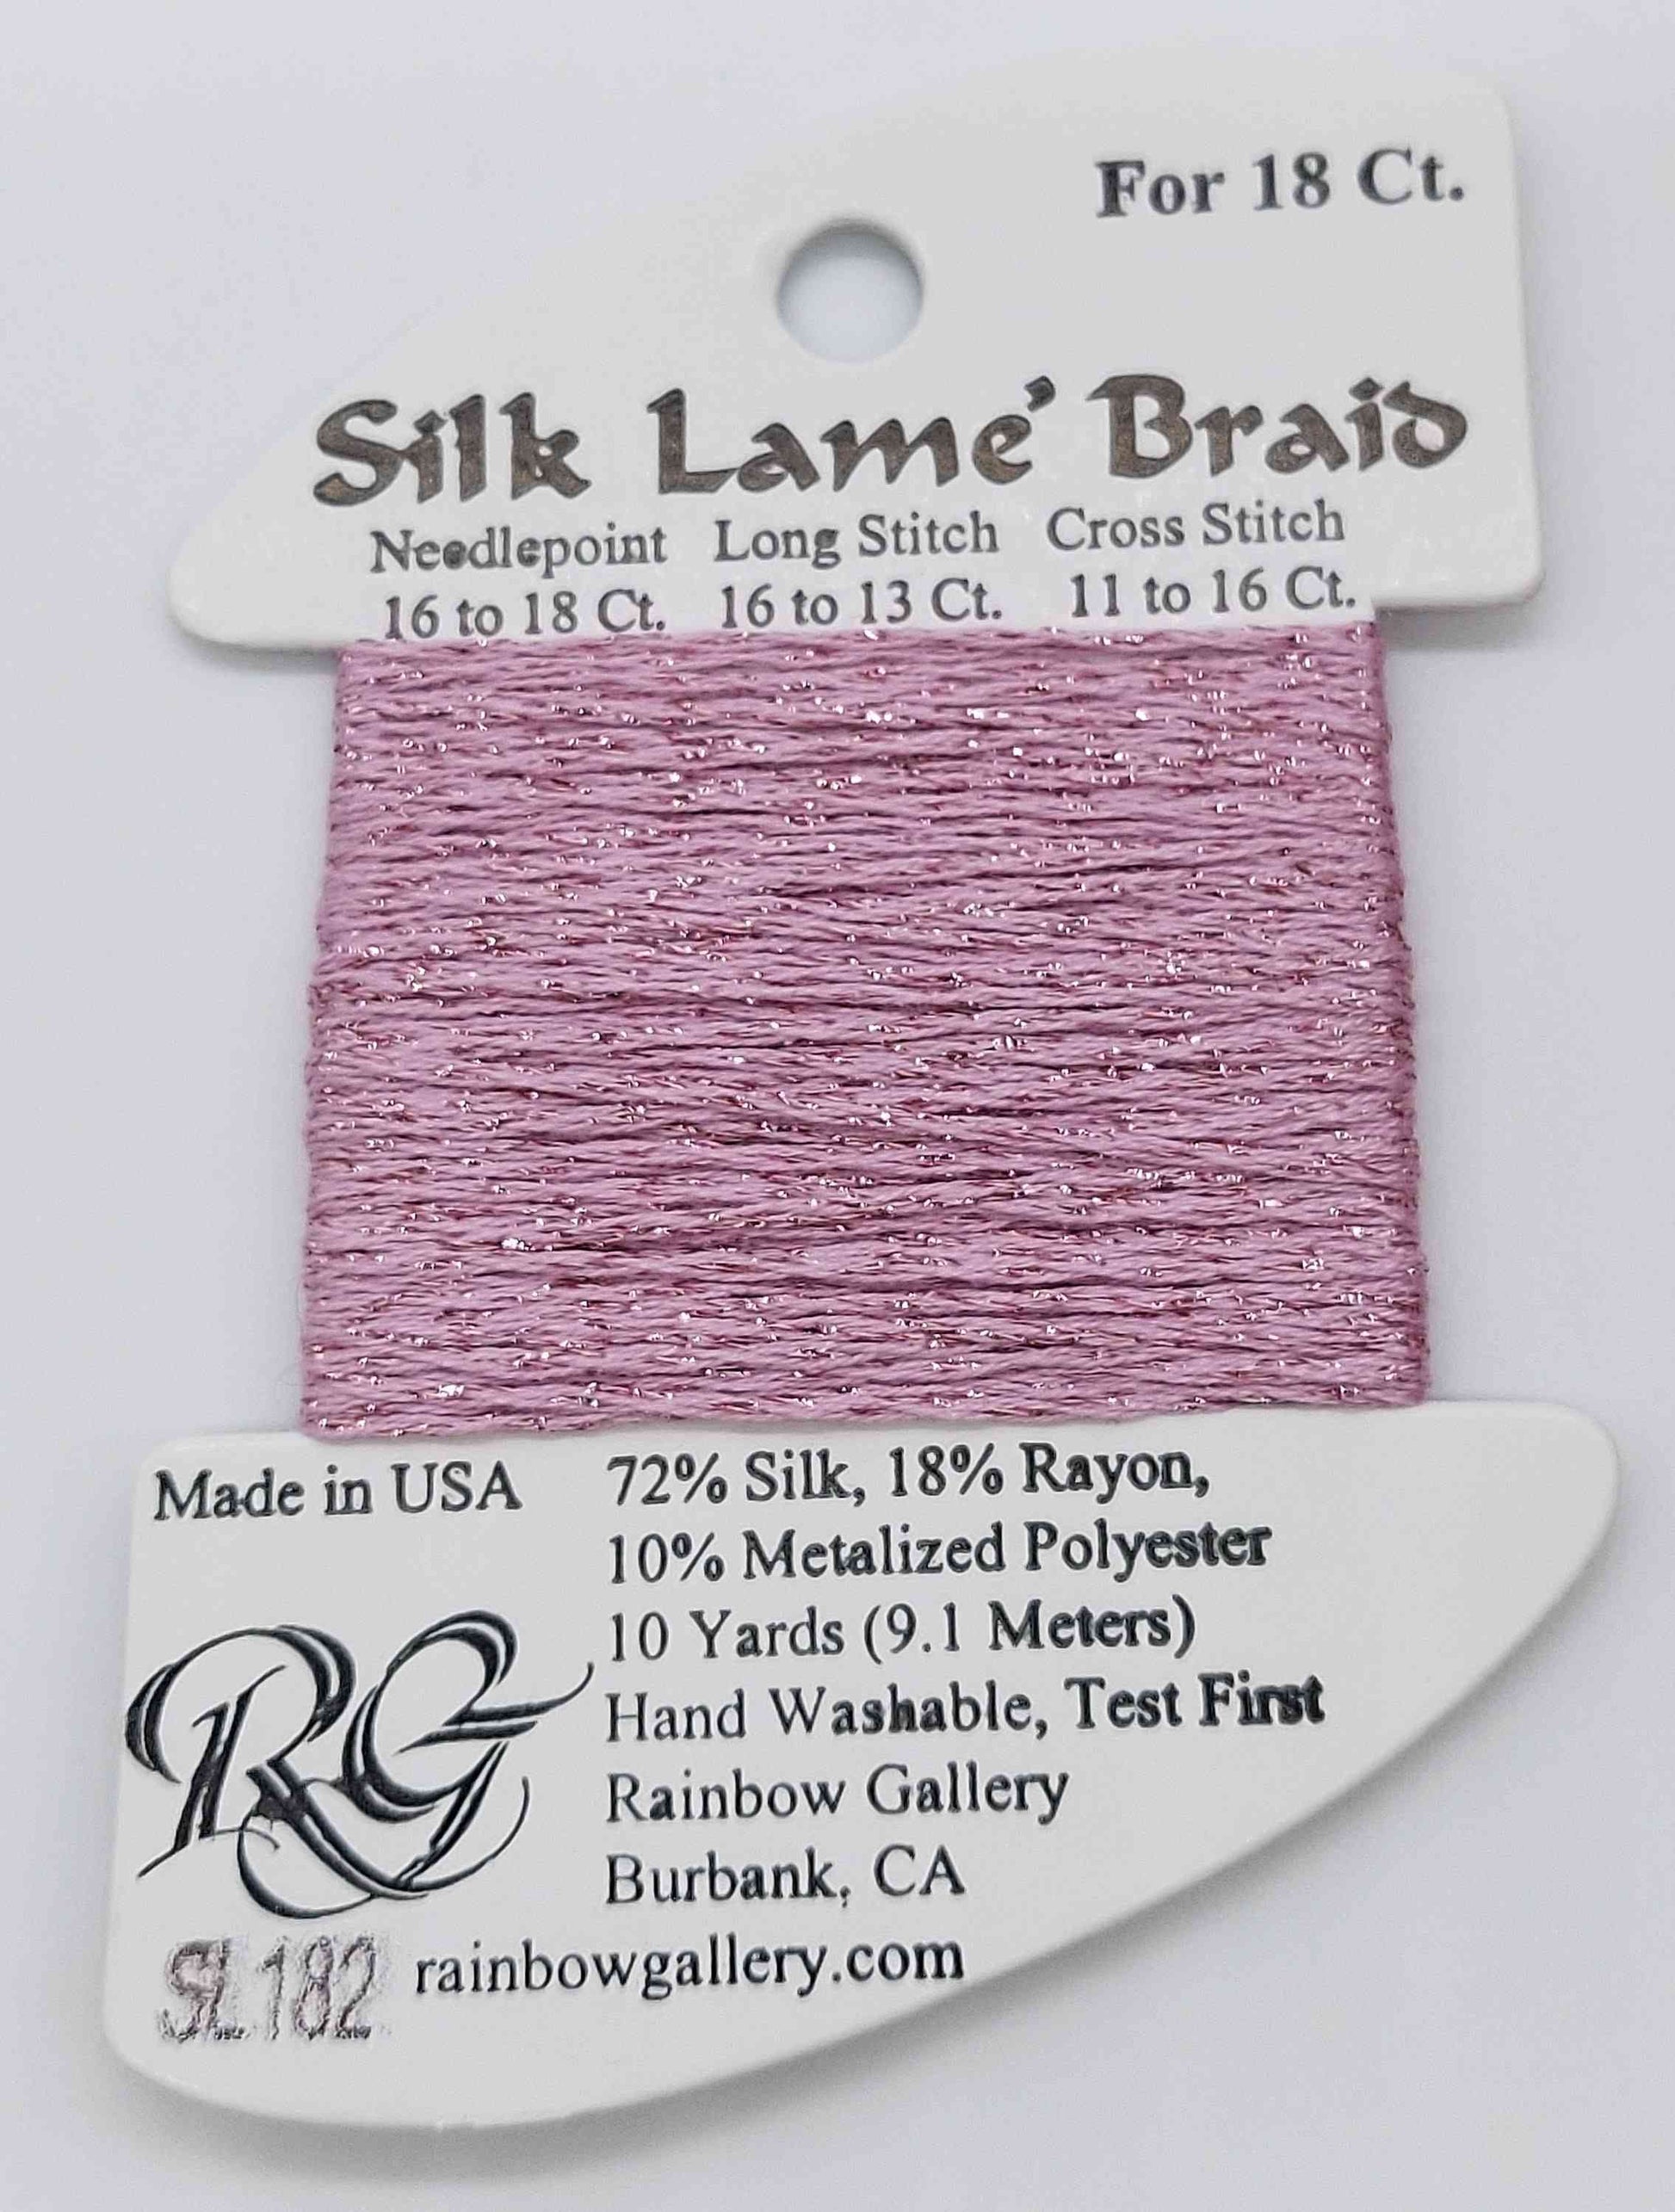 For 18 Ct.
Silk Lame' Braid
Needlepoint Long Stitch Cross Stitch
16 to 18 Ct. 16 to 13 Ct. 11 to 16 Ct.
Made in USA
72% Silk, 18% Rayon,
10% Metalized Polyester
10 Yards (9.1 Meters)
Hand Washable, Test First
Rainbow Gallery
Burbank, CA
rainbowgallery.com
RG
SL182